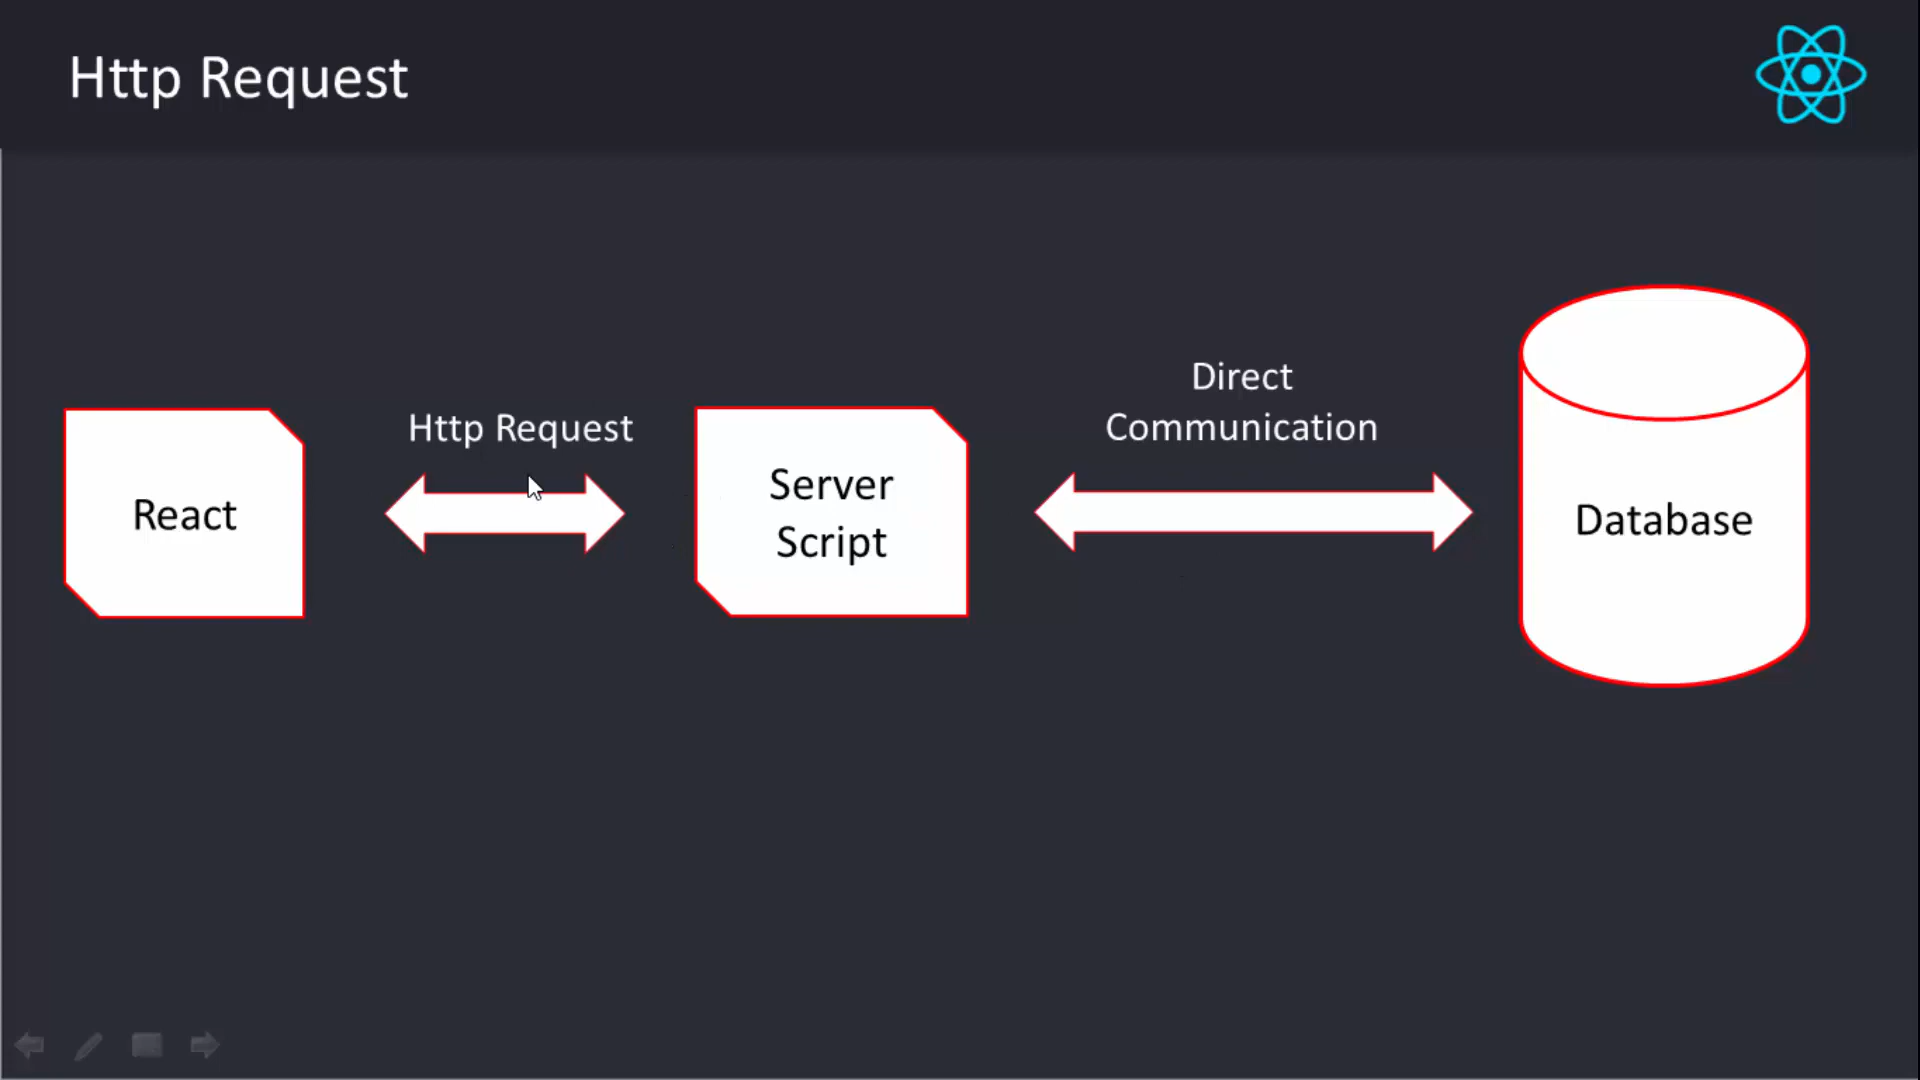 Http Request
React
Http Request
Server
Script
Direct
Communication
Database